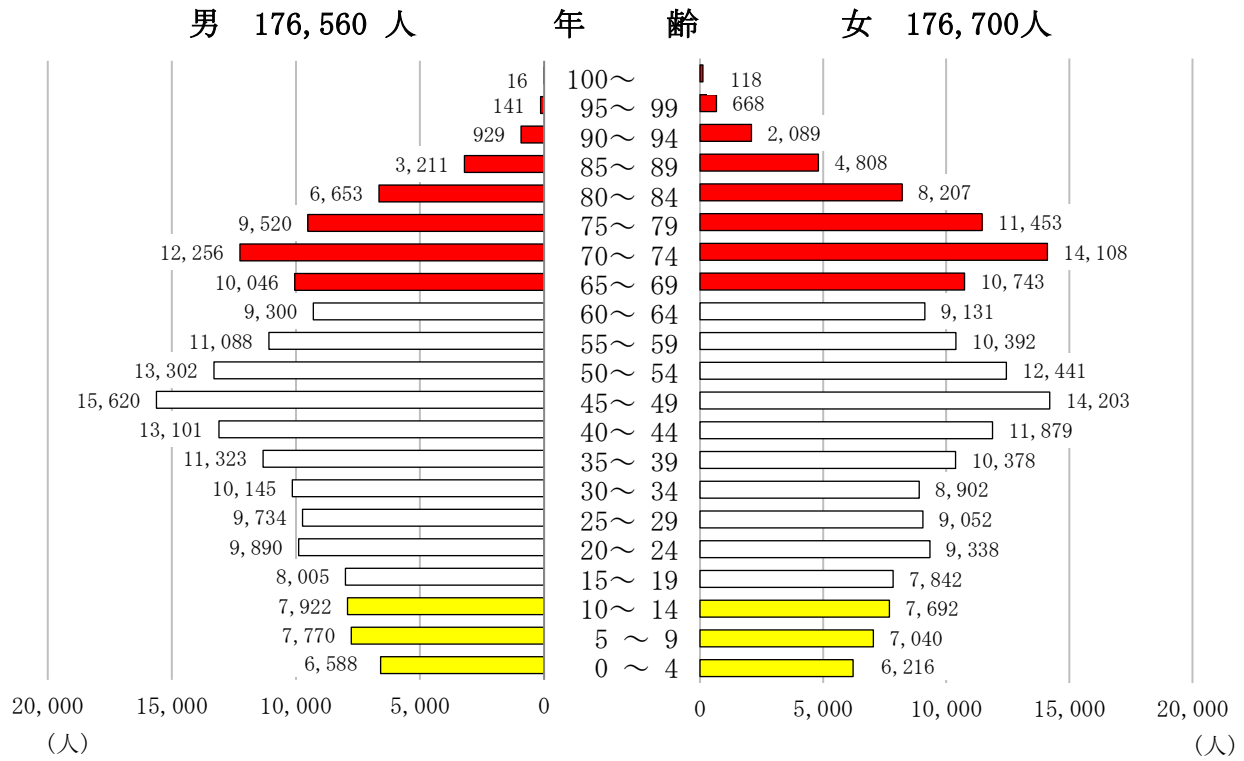 男 176,560 人 年 齢 女 176,700人
16 100～ 118
141 95～ 99 668
929 90～ 94 2,089
3,211 85～ 89 4,808
6,653 80～ 84 8,207
9,520 75～ 79 11,453
12,256 70～ 74 14,108
10,046 65～ 69 10,743
9,300 60～ 64 9,131
11,088 55～ 59 10,392
13,302 50～ 54 12,441
15,620 45～ 49 14,203
13,101 40～ 44 11,879
11,323 35～ 39 10,378
10,145 30～ 34 8,902
9,734 25～ 29 9,052
9,890 20～ 24 9,338
8,005 15～ 19 7,842
7,922 10～ 14 7,692
7,770 5 ～ 9 7,040
6,588 0 ～ 4 6,216
20,000 15,000 10,000 5,000 0 0 5,000 10,000 15,000 20,000
(人) (人)